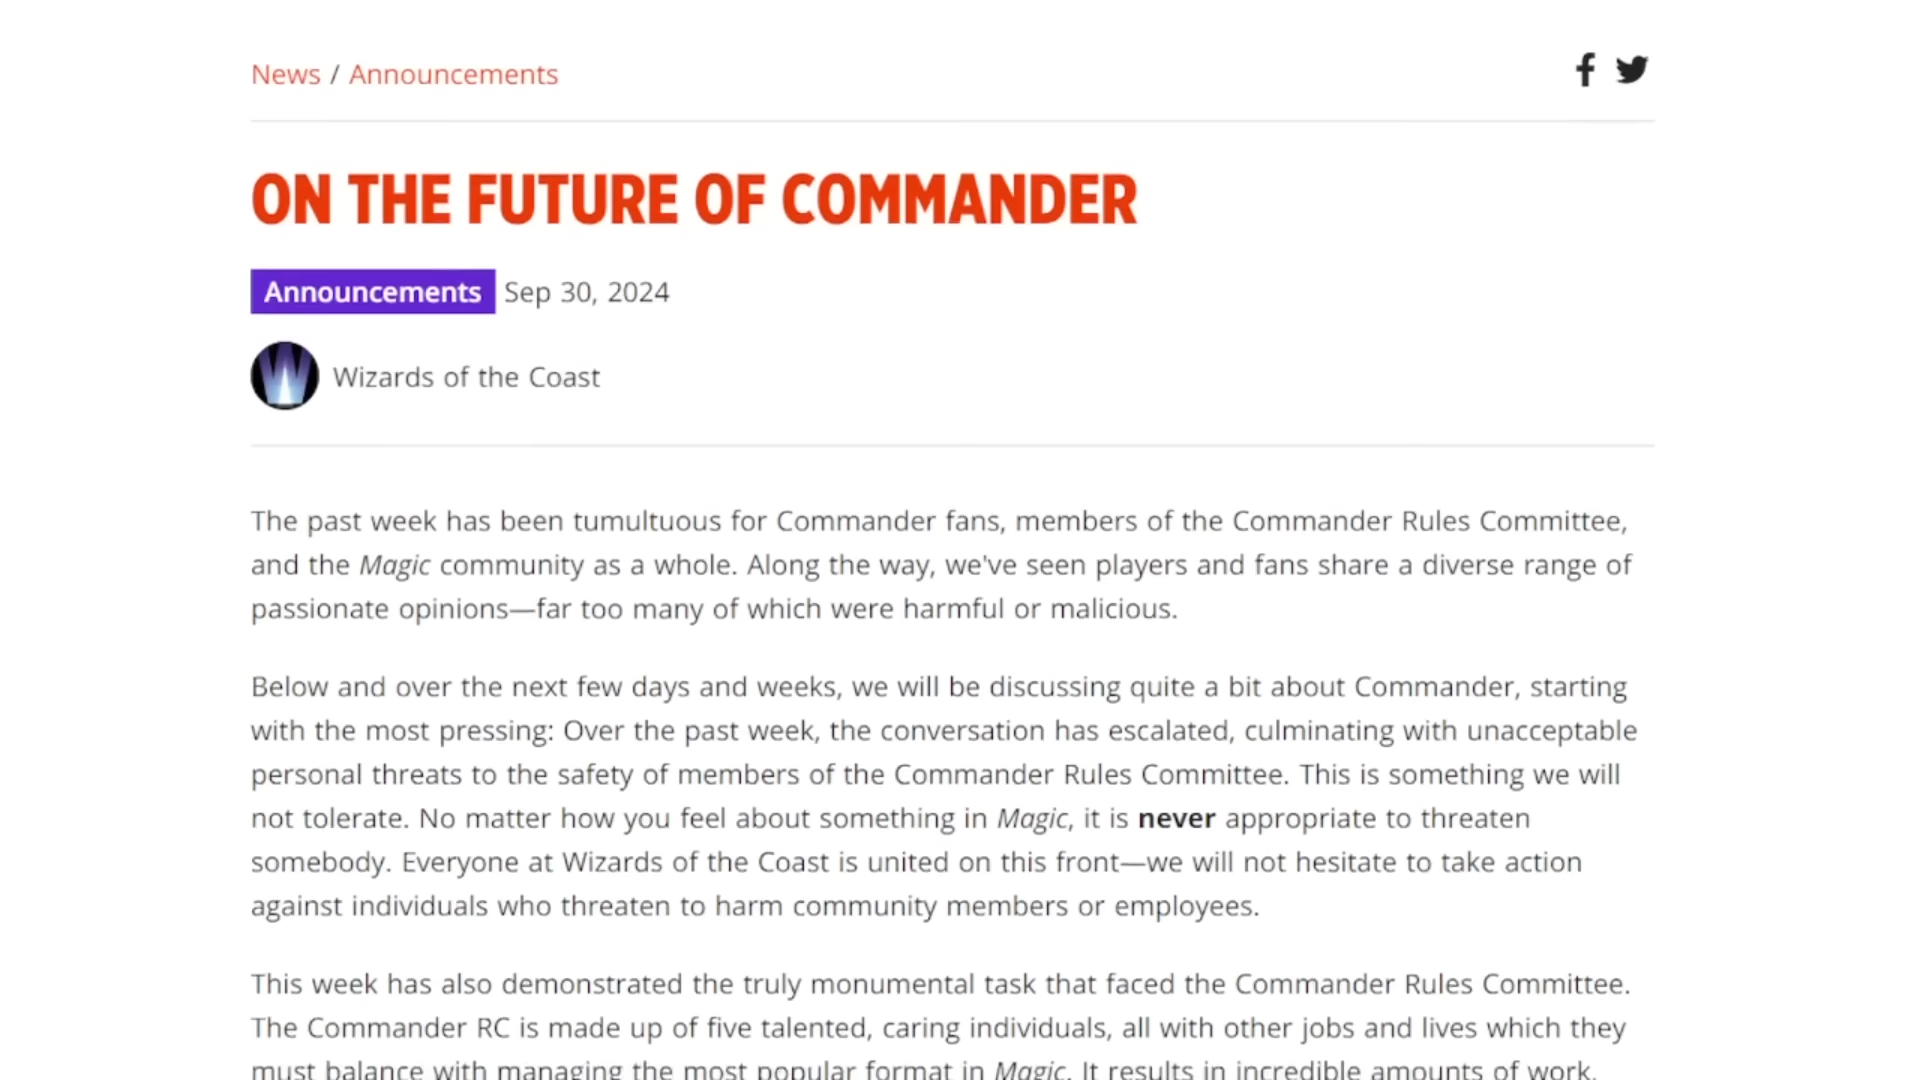 News / Announcements
ON THE FUTURE OF COMMANDER
Announcements Sep 30, 2024
Wizards of the Coast
The past week has been tumultuous for Commander fans, members of the Commander Rules Committee,
and the Magic community as a whole. Along the way, we've seen players and fans share a diverse range of
passionate opinions—far too many of which were harmful or malicious.
Below and over the next few days and weeks, we will be discussing quite a bit about Commander, starting
with the most pressing: Over the past week, the conversation has escalated, culminating with unacceptable
personal threats to the safety of members of the Commander Rules Committee. This is something we will
not tolerate. No matter how you feel about something in Magic, it is never appropriate to threaten
somebody. Everyone at Wizards of the Coast is united on this front—we will not hesitate to take action
against individuals who threaten to harm community members or employees.
This week has also demonstrated the truly monumental task that faced the Commander Rules Committee.
The Commander RC is made up of five talented, caring individuals, all with other jobs and lives which they
must balance with managing the most popular format in Magic. It results in incredible amounts of work,